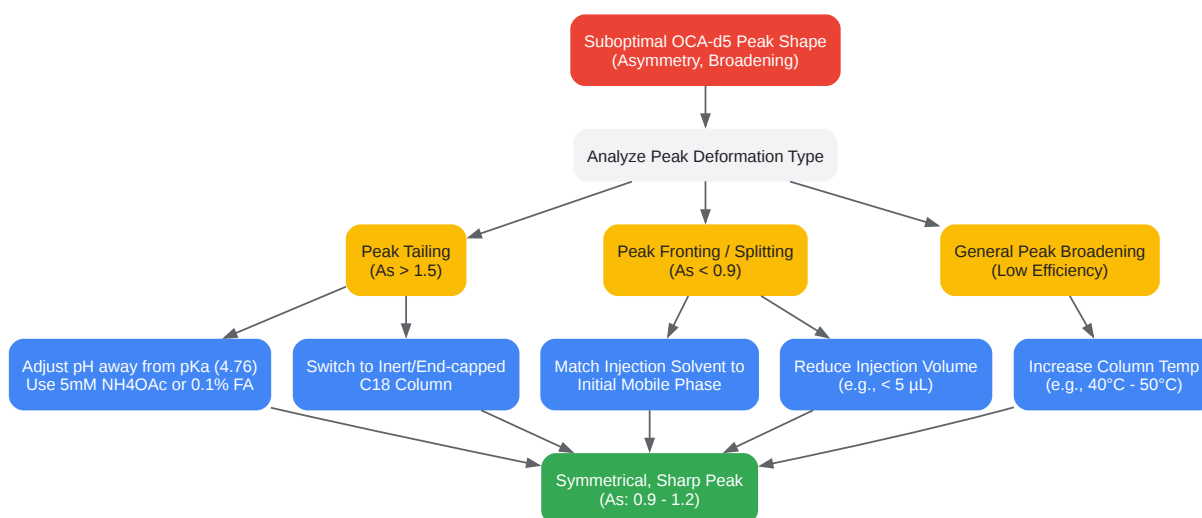 Suboptimal OCA-d5 Peak Shape
(Asymmetry, Broadening)
Analyze Peak Deformation Type
Peak Tailing
(As > 1.5)
Peak Fronting / Splitting
(As < 0.9)
General Peak Broadening
(Low Efficiency)
Adjust pH away from pKa (4.76)
Use 5mM NH4OAc or 0.1% FA
Switch to Inert/End-capped
C18 Column
Match Injection Solvent to
Initial Mobile Phase
Reduce Injection Volume
(e.g., < 5 µL)
Increase Column Temp
(e.g., 40°C - 50°C)
Symmetrical, Sharp Peak
(As: 0.9 - 1.2)